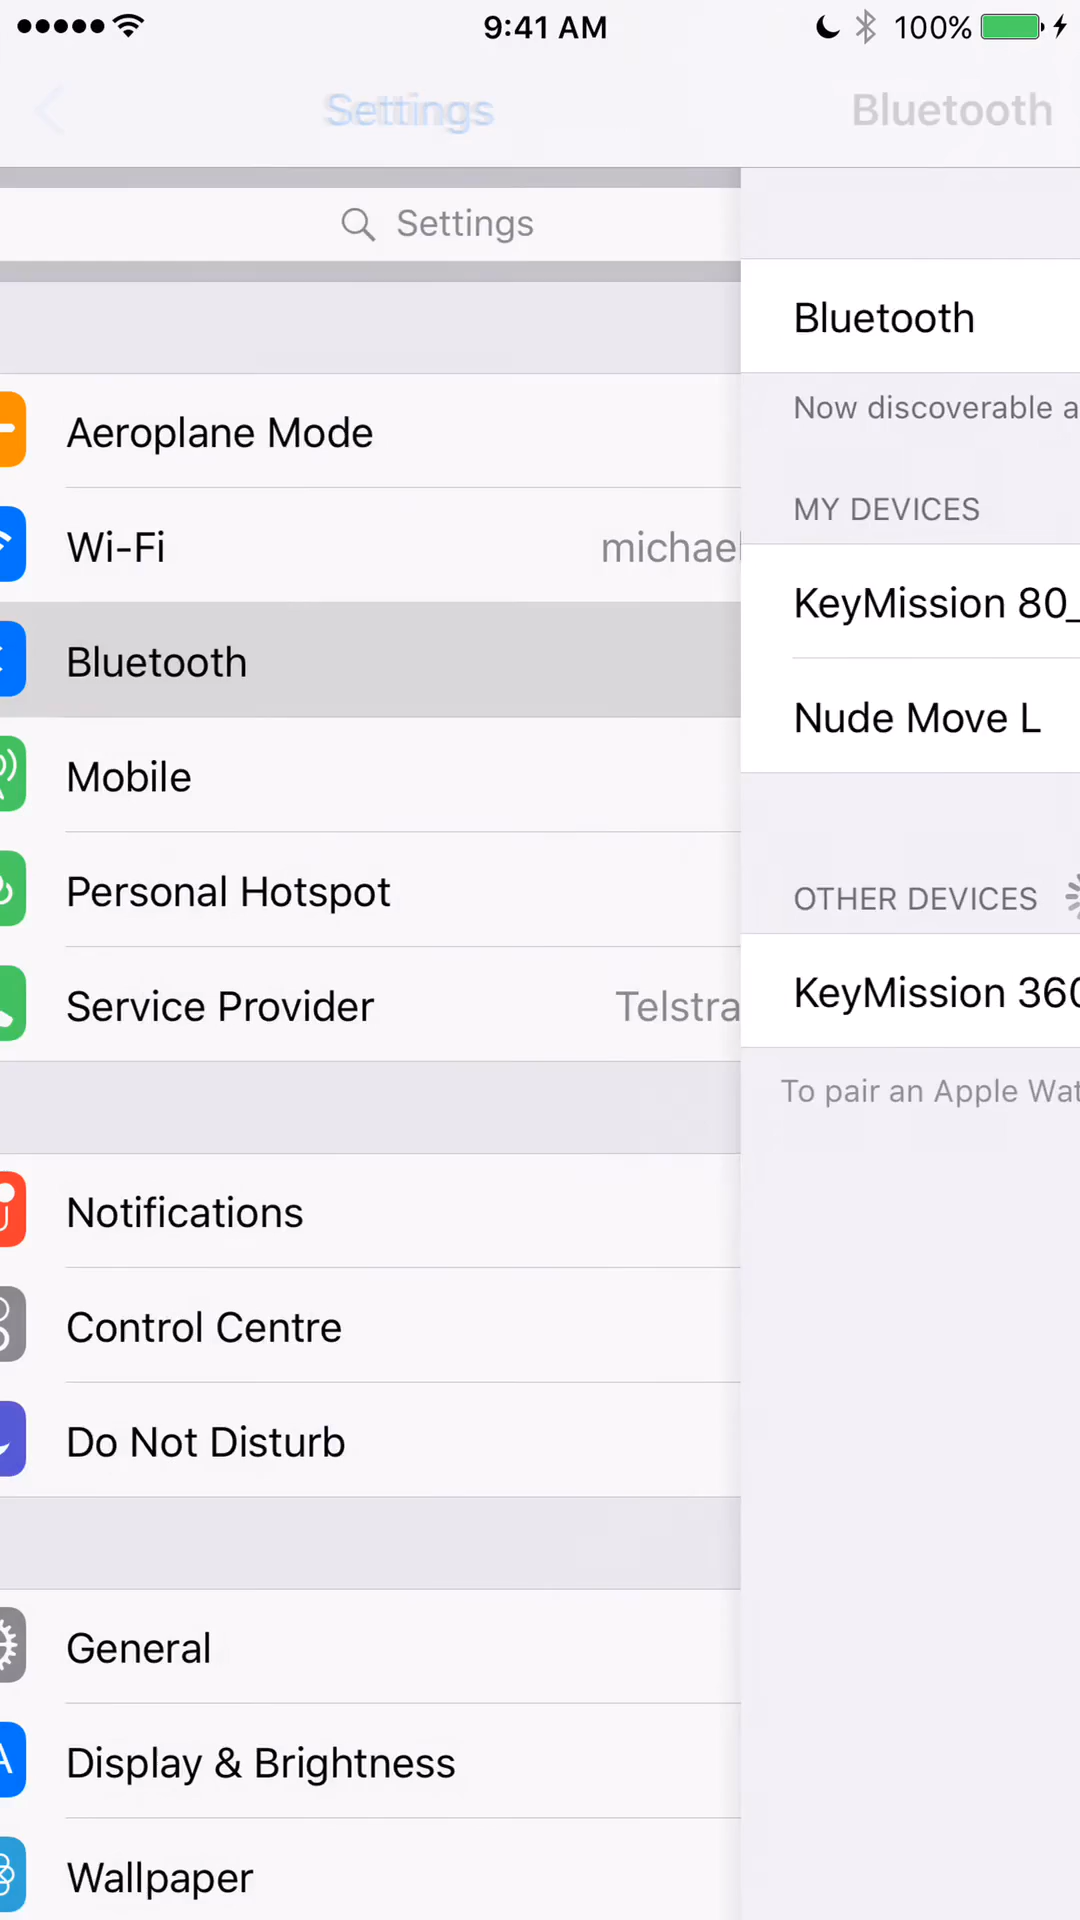 9:41 AM
100%
Settings
Bluetooth
Settings
Aeroplane Mode
Wi-Fi
michael
Bluetooth
Mobile
Personal Hotspot
Service Provider
Telstra
Notifications
Control Centre
Do Not Disturb
General
Display & Brightness
Wallpaper
Bluetooth
Now discoverable a
MY DEVICES
KeyMission 80_
Nude Move L
OTHER DEVICES
KeyMission 360
To pair an Apple Wat